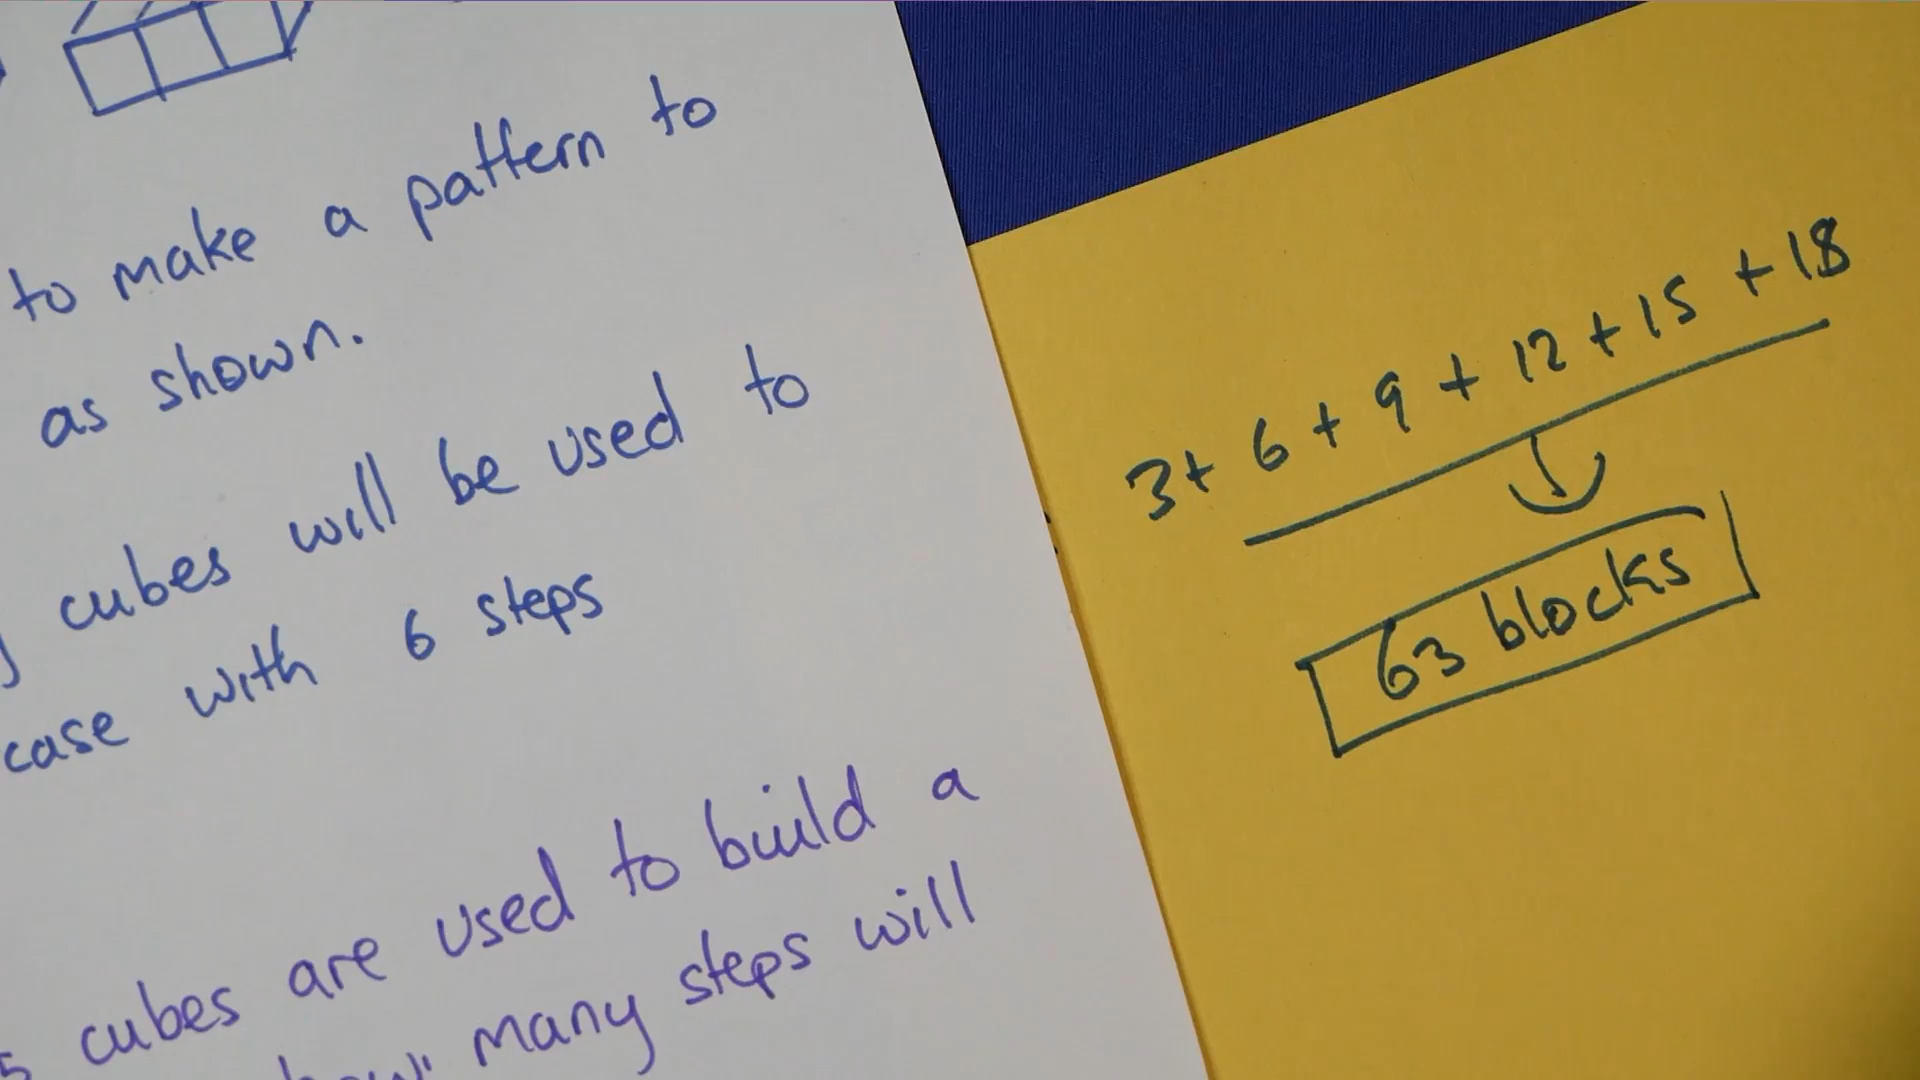 to make a pattern to
as shown.
cubes will be used to
case with 6 steps
cubes are used to build a
many steps will
3+ 6 + 9 + 12 + 15 + 18
63 blocks